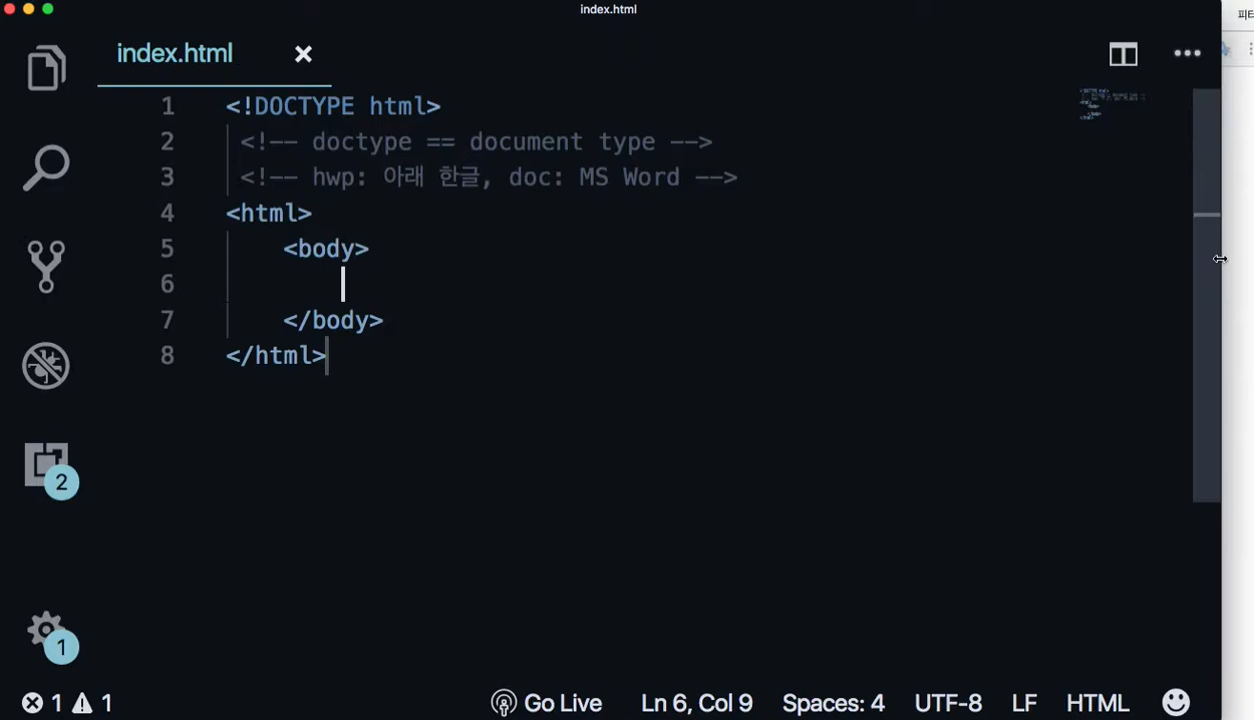 index.html
index.html
1 <!DOCTYPE html>
2 <!-- doctype == document type -->
3 <!-- hwp: 아래 한글, doc: MS Word -->
4 <html>
5 <body>
6
7 </body>
8 </html>
2
1
1 1 Go Live Ln 6, Col 9 Spaces: 4 UTF-8 LF HTML